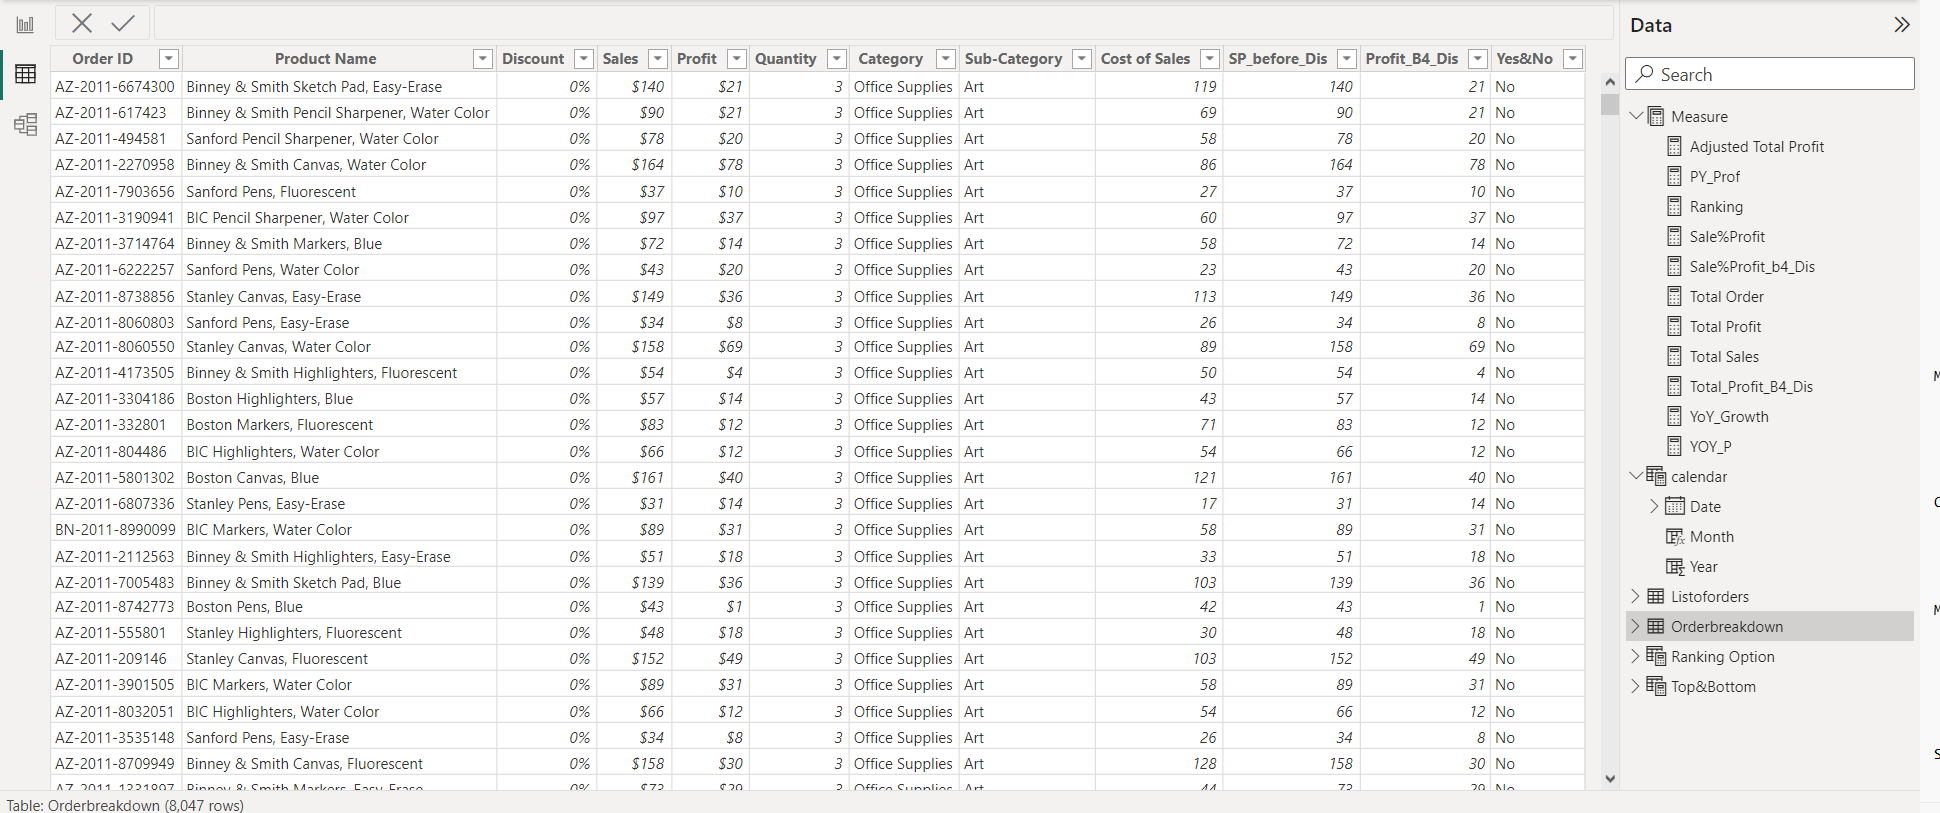 Order ID Product Name Discount Sales Profit Quantity Category Sub-Category Cost of Sales SP_before_Dis Profit_B4_Dis Yes&No
AZ-2011-6674300 Binney & Smith Sketch Pad, Easy-Erase 0% $140 $21 3 Office Supplies Art 119 140 21 No
AZ-2011-617423 Binney & Smith Pencil Sharpener, Water Color 0% $90 $21 3 Office Supplies Art 69 90 21 No
AZ-2011-494581 Sanford Pencil Sharpener, Water Color 0% $78 $20 3 Office Supplies Art 58 78 20 No
AZ-2011-2270958 Binney & Smith Canvas, Water Color 0% $164 $78 3 Office Supplies Art 86 164 78 No
AZ-2011-7903656 Sanford Pens, Fluorescent 0% $37 $10 3 Office Supplies Art 27 37 10 No
AZ-2011-3190941 BIC Pencil Sharpener, Water Color 0% $97 $37 3 Office Supplies Art 60 97 37 No
AZ-2011-3714764 Binney & Smith Markers, Blue 0% $72 $14 3 Office Supplies Art 58 72 14 No
AZ-2011-6222257 Sanford Pens, Water Color 0% $43 $20 3 Office Supplies Art 23 43 20 No
AZ-2011-8738856 Stanley Canvas, Easy-Erase 0% $149 $36 3 Office Supplies Art 113 149 36 No
AZ-2011-8060803 Sanford Pens, Easy-Erase 0% $34 $8 3 Office Supplies Art 26 34 8 No
AZ-2011-8060550 Stanley Canvas, Water Color 0% $158 $69 3 Office Supplies Art 89 158 69 No
AZ-2011-4173505 Binney & Smith Highlighters, Fluorescent 0% $54 $4 3 Office Supplies Art 50 54 4 No
AZ-2011-3304186 Boston Highlighters, Blue 0% $57 $14 3 Office Supplies Art 43 57 14 No
AZ-2011-332801 Boston Markers, Fluorescent 0% $83 $12 3 Office Supplies Art 71 83 12 No
AZ-2011-804486 BIC Highlighters, Water Color 0% $66 $12 3 Office Supplies Art 54 66 12 No
AZ-2011-5801302 Boston Canvas, Blue 0% $161 $40 3 Office Supplies Art 121 161 40 No
AZ-2011-6807336 Stanley Pens, Easy-Erase 0% $31 $14 3 Office Supplies Art 17 31 14 No
BN-2011-8990099 BIC Markers, Water Color 0% $89 $31 3 Office Supplies Art 58 89 31 No
AZ-2011-2112563 Binney & Smith Highlighters, Easy-Erase 0% $51 $18 3 Office Supplies Art 33 51 18 No
AZ-2011-7005483 Binney & Smith Sketch Pad, Blue 0% $139 $36 3 Office Supplies Art 103 139 36 No
AZ-2011-8742773 Boston Pens, Blue 0% $43 $1 3 Office Supplies Art 42 43 1 No
AZ-2011-555801 Stanley Highlighters, Fluorescent 0% $48 $18 3 Office Supplies Art 30 48 18 No
AZ-2011-209146 Stanley Canvas, Fluorescent 0% $152 $49 3 Office Supplies Art 103 152 49 No
AZ-2011-3901505 BIC Markers, Water Color 0% $89 $31 3 Office Supplies Art 58 89 31 No
AZ-2011-8032051 BIC Highlighters, Water Color 0% $66 $12 3 Office Supplies Art 54 66 12 No
AZ-2011-3535148 Sanford Pens, Easy-Erase 0% $34 $8 3 Office Supplies Art 26 34 8 No
AZ-2011-8709949 Binney & Smith Canvas, Fluorescent 0% $158 $30 3 Office Supplies Art 128 158 30 No
AZ-2011-1331897 Binney & Smith Markers, Easy-Erase 0% $73 $29 3 Office Supplies Art 44 73 29 No
Table: Orderbreakdown (8,047 rows)
Data
Search
Measure
Adjusted Total Profit
PY_Prof
Ranking
Sale%Profit
Sale%Profit_b4_Dis
Total Order
Total Profit
Total Sales
Total_Profit_B4_Dis
YoY_Growth
YOY_P
calendar
Date
Month
Year
Listoforders
Orderbreakdown
Ranking Option
Top&Bottom